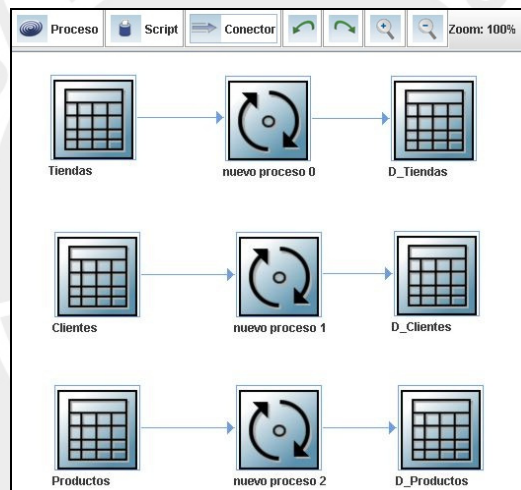 Proceso Script Conector Zoom: 100%
Tiendas nuevo proceso 0 D_Tiendas
Clientes nuevo proceso 1 D_Clientes
Productos nuevo proceso 2 D_Productos